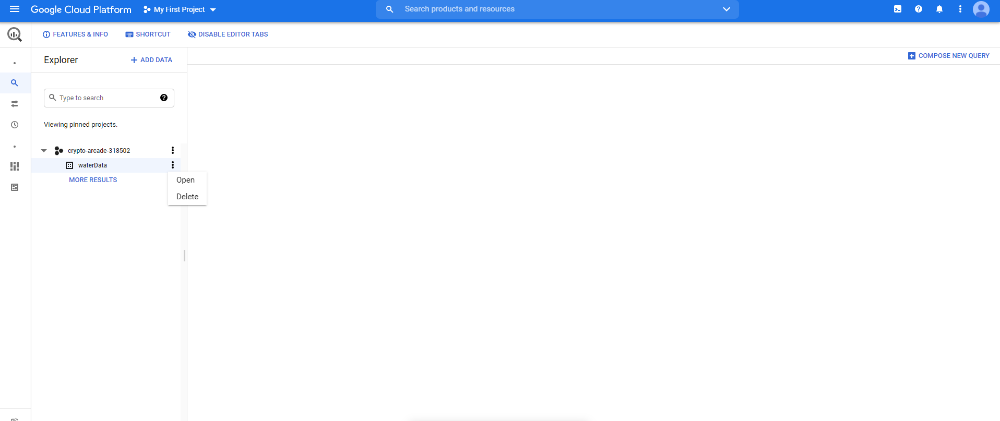 Google Cloud Platform My First Project Search products and resources
FEATURES & INFO SHORTCUT DISABLE EDITOR TABS
Explorer ADD DATA COMPOSE NEW QUERY
Type to search
Viewing pinned projects.
crypto-arcade-318502
waterData
MORE RESULTS
Open
Delete